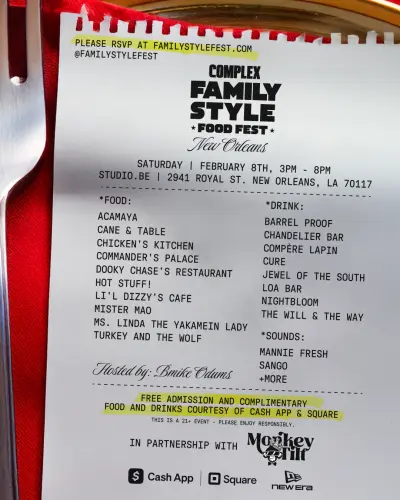 PLEASE RSVP AT FAMILYSTYLEFEST.COM
@FAMILYSTYLEFEST
COMPLEX
FAMILY
STYLE
★FOOD FEST★
New Orleans
SATURDAY | FEBRUARY 8TH, 3PM - 8PM
STUDIO.BE | 2941 ROYAL ST. NEW ORLEANS, LA 70117
*FOOD:
ACAMAYA
CANE & TABLE
CHICKEN'S KITCHEN
COMMANDER'S PALACE
DOOKY CHASE'S RESTAURANT
HOT STUFF!
LI'L DIZZY'S CAFE
MISTER MAO
MS. LINDA THE YAKAMEIN LADY
TURKEY AND THE WOLF
*DRINK:
BARREL PROOF
CHANDELIER BAR
COMPÈRE LAPIN
CURE
JEWEL OF THE SOUTH
LOA BAR
NIGHTBLOOM
THE WILL & THE WAY
*SOUNDS:
MANNIE FRESH
SANGO
+MORE
Hosted by: Bmike Odums
FREE ADMISSION AND COMPLIMENTARY
FOOD AND DRINKS COURTESY OF CASH APP & SQUARE
THIS IS A 21+ EVENT - PLEASE ENJOY RESPONSIBLY.
IN PARTNERSHIP WITH Monkey Tilt
Cash App | Square | NEW ERA